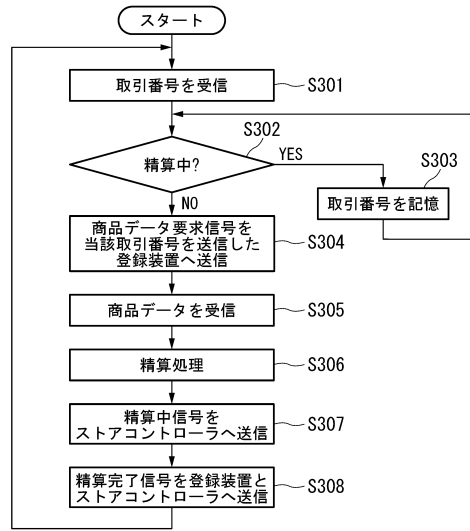 スタート
取引番号を受信
S301
S302
精算中?
YES
S303
取引番号を記憶
NO
商品データ要求信号を
当該取引番号を送信した
登録装置へ送信
S304
商品データを受信
S305
精算処理
S306
精算中信号を
ストアコントローラへ送信
S307
精算完了信号を登録装置と
ストアコントローラへ送信
S308